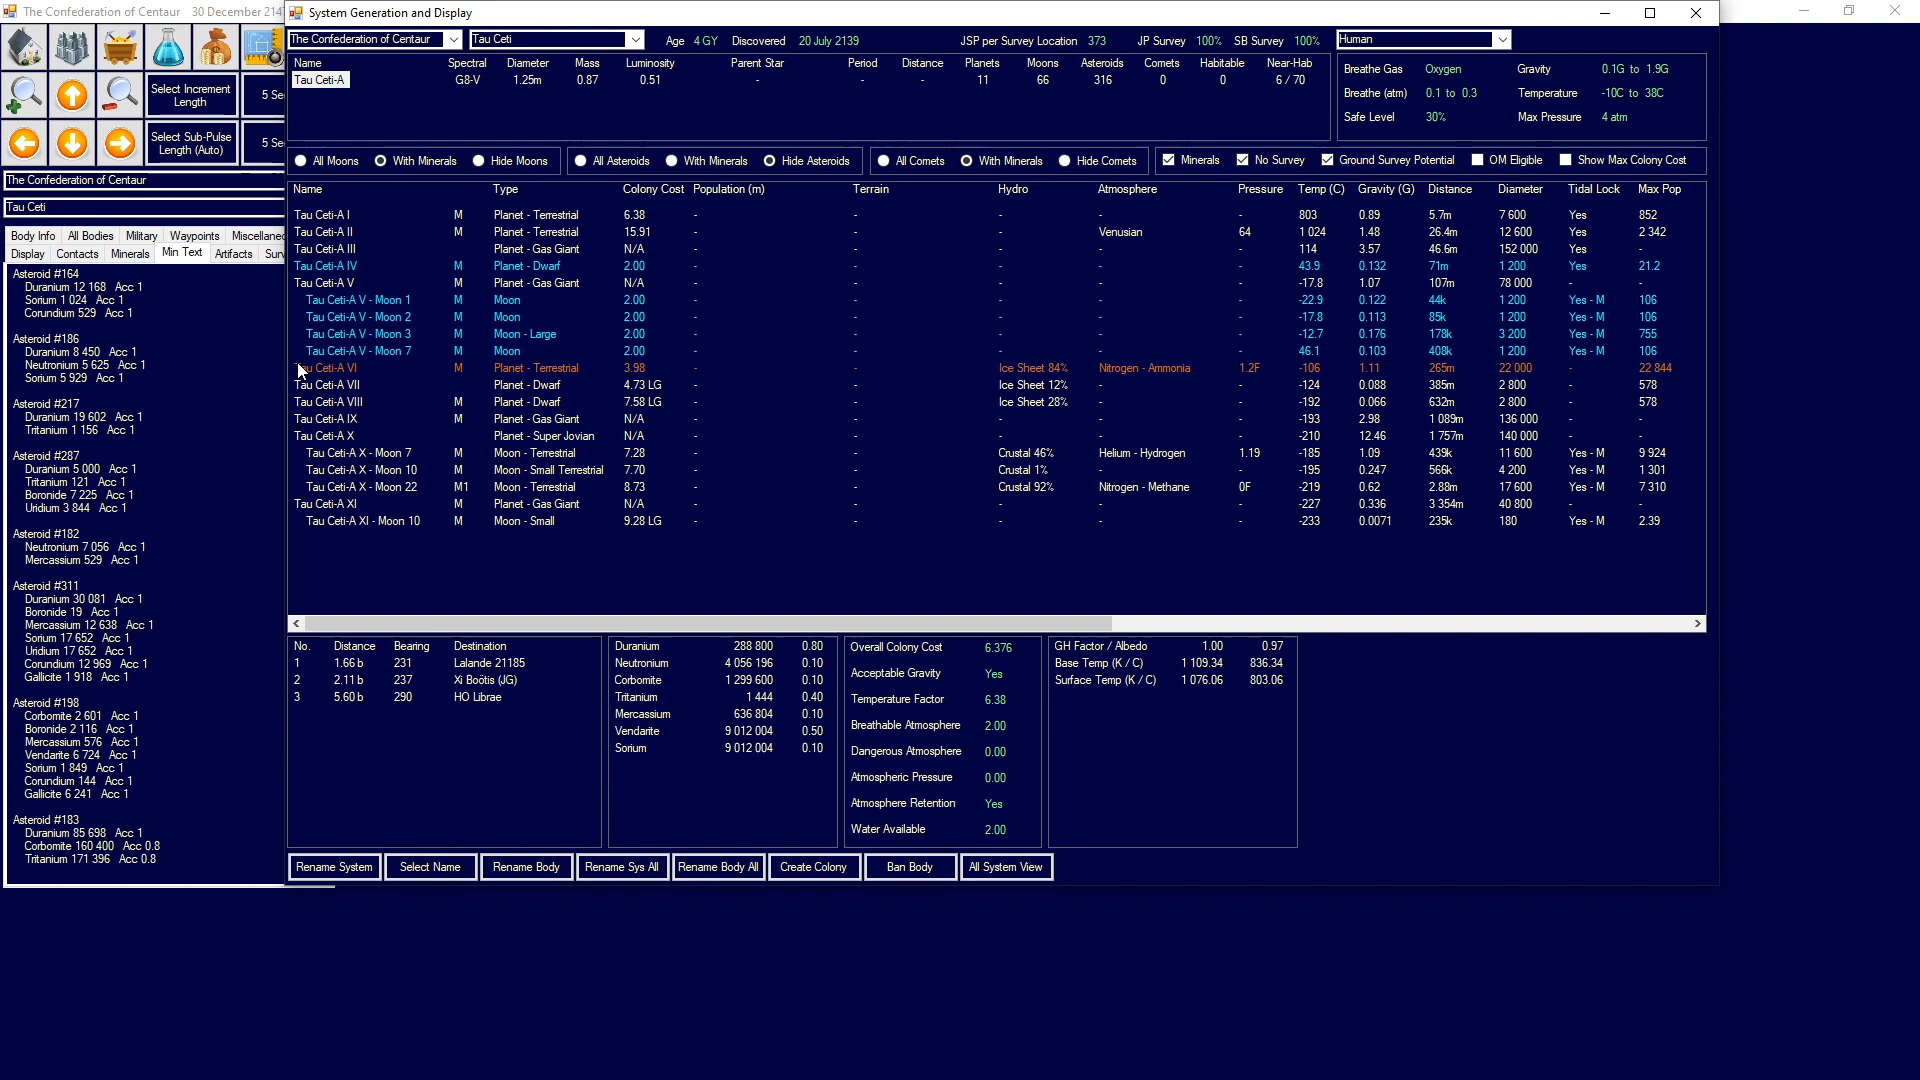 The Confederation of Centaur 30 December 214
System Generation and Display
The Confederation of Centaur
Tau Ceti
Age 4 GY Discovered 20 July 2139
JSP per Survey Location 373 JP Survey 100% SB Survey 100%
Human
Name Spectral Diameter Mass Luminosity Parent Star Period Distance Planets Moons Asteroids Comets Habitable Near-Hab
Tau Ceti-A G8-V 1.25m 0.87 0.51 - - - 11 66 316 0 0 6 / 70
Breathe Gas Oxygen Gravity 0.1G to 1.9G
Breathe (atm) 0.1 to 0.3 Temperature -10C to 38C
Safe Level 30% Max Pressure 4 atm
Select Increment Length
5 Se
Select Sub-Pulse Length (Auto)
5 Se
All Moons With Minerals Hide Moons
All Asteroids With Minerals Hide Asteroids
All Comets With Minerals Hide Comets
Minerals No Survey Ground Survey Potential OM Eligible Show Max Colony Cost
The Confederation of Centaur
Tau Ceti
Body Info All Bodies Military Waypoints Miscellaneo
Display Contacts Minerals Min Text Artifacts Surv
Asteroid #164
Duranium 12 168 Acc 1
Sorium 1 024 Acc 1
Corundium 529 Acc 1
Asteroid #186
Duranium 8 450 Acc 1
Neutronium 5 625 Acc 1
Sorium 5 929 Acc 1
Asteroid #217
Duranium 19 602 Acc 1
Tritanium 1 156 Acc 1
Asteroid #287
Duranium 5 000 Acc 1
Tritanium 121 Acc 1
Boronide 7 225 Acc 1
Uridium 3 844 Acc 1
Asteroid #182
Neutronium 7 056 Acc 1
Mercassium 529 Acc 1
Asteroid #311
Duranium 30 081 Acc 1
Boronide 19 Acc 1
Mercassium 12 638 Acc 1
Sorium 17 652 Acc 1
Uridium 17 652 Acc 1
Corundium 12 969 Acc 1
Gallicite 1 918 Acc 1
Asteroid #198
Corbomite 2 601 Acc 1
Boronide 2 116 Acc 1
Mercassium 576 Acc 1
Vendarite 6 724 Acc 1
Sorium 1 849 Acc 1
Corundium 144 Acc 1
Gallicite 6 241 Acc 1
Asteroid #183
Duranium 85 698 Acc 1
Corbomite 160 400 Acc 0.8
Tritanium 171 396 Acc 0.8
Name Type Colony Cost Population (m) Terrain Hydro Atmosphere Pressure Temp (C) Gravity (G) Distance Diameter Tidal Lock Max Pop
Tau Ceti-A I M Planet - Terrestrial 6.38 - - - - - 803 0.89 5.7m 7 600 Yes 852
Tau Ceti-A II M Planet - Terrestrial 15.91 - - - Venusian 64 1 024 1.48 26.4m 12 600 Yes 2 342
Tau Ceti-A III Planet - Gas Giant N/A - - - - - 114 3.57 46.6m 152 000 Yes -
Tau Ceti-A IV M Planet - Dwarf 2.00 - - - - - 43.9 0.132 71m 1 200 Yes 21.2
Tau Ceti-A V M Planet - Gas Giant N/A - - - - - -17.8 1.07 107m 78 000 - -
Tau Ceti-A V - Moon 1 M Moon 2.00 - - - - - -22.9 0.122 44k 1 200 Yes - M 106
Tau Ceti-A V - Moon 2 M Moon 2.00 - - - - - -17.8 0.113 85k 1 200 Yes - M 106
Tau Ceti-A V - Moon 3 M Moon - Large 2.00 - - - - - -12.7 0.176 178k 3 200 Yes - M 755
Tau Ceti-A V - Moon 7 M Moon 2.00 - - - - - 46.1 0.103 408k 1 200 Yes - M 106
Ceti-A VI M Planet - Terrestrial 3.98 - - Ice Sheet 84% Nitrogen - Ammonia 1.2F -106 1.11 265m 22 000 - 22 844
Tau Ceti-A VII Planet - Dwarf 4.73 LG - - Ice Sheet 12% - - -124 0.088 385m 2 800 - 578
Tau Ceti-A VIII M Planet - Dwarf 7.58 LG - - Ice Sheet 28% - - -192 0.066 632m 2 800 - 578
Tau Ceti-A IX M Planet - Gas Giant N/A - - - - - -193 2.98 1 089m 136 000 - -
Tau Ceti-A X Planet - Super Jovian N/A - - - - - -210 12.46 1 757m 140 000 - -
Tau Ceti-A X - Moon 7 M Moon - Terrestrial 7.28 - - Crustal 46% Helium - Hydrogen 1.19 -185 1.09 439k 11 600 Yes - M 9 924
Tau Ceti-A X - Moon 10 M Moon - Small Terrestrial 7.70 - - Crustal 1% - - -195 0.247 566k 4 200 Yes - M 1 301
Tau Ceti-A X - Moon 22 M1 Moon - Terrestrial 8.73 - - Crustal 92% Nitrogen - Methane 0F -219 0.62 2.88m 17 600 Yes - M 7 310
Tau Ceti-A XI M Planet - Gas Giant N/A - - - - - -227 0.336 3 354m 40 800 - -
Tau Ceti-A XI - Moon 10 M Moon - Small 9.28 LG - - - - - -233 0.0071 235k 180 Yes - M 2.39
No. Distance Bearing Destination
1 1.66 b 231 Lalande 21185
2 2.11 b 237 Xi Boötis (JG)
3 5.60 b 290 HO Librae
Duranium 288 800 0.80
Neutronium 4 056 196 0.10
Corbomite 1 299 600 0.10
Tritanium 1 444 0.40
Mercassium 636 804 0.10
Vendarite 9 012 004 0.50
Sorium 9 012 004 0.10
Overall Colony Cost 6.376
Acceptable Gravity Yes
Temperature Factor 6.38
Breathable Atmosphere 2.00
Dangerous Atmosphere 0.00
Atmospheric Pressure 0.00
Atmosphere Retention Yes
Water Available 2.00
GH Factor / Albedo 1.00 0.97
Base Temp (K / C) 1 109.34 836.34
Surface Temp (K / C) 1 076.06 803.06
Rename System Select Name Rename Body Rename Sys All Rename Body All Create Colony Ban Body All System View